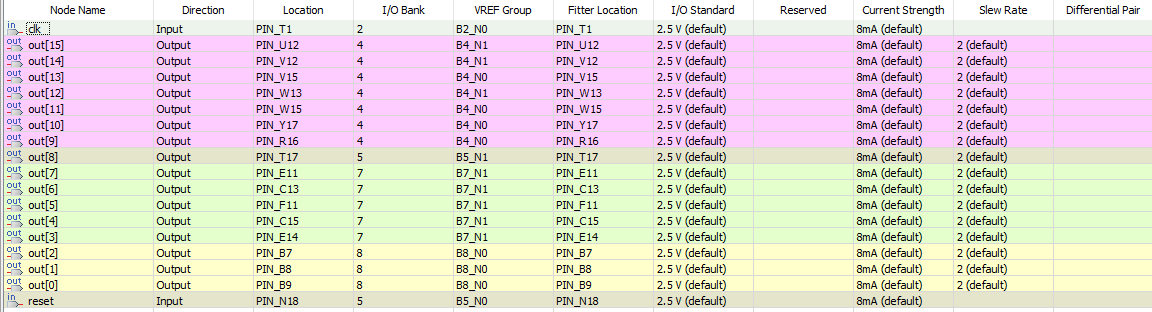 Node Name Direction Location I/O Bank VREF Group Fitter Location I/O Standard Reserved Current Strength Slew Rate Differential Pair
in clk Input PIN_T1 2 B2_N0 PIN_T1 2.5 V (default) 8mA (default)
out out[15] Output PIN_U12 4 B4_N1 PIN_U12 2.5 V (default) 8mA (default) 2 (default)
out out[14] Output PIN_V12 4 B4_N1 PIN_V12 2.5 V (default) 8mA (default) 2 (default)
out out[13] Output PIN_V15 4 B4_N0 PIN_V15 2.5 V (default) 8mA (default) 2 (default)
out out[12] Output PIN_W13 4 B4_N1 PIN_W13 2.5 V (default) 8mA (default) 2 (default)
out out[11] Output PIN_W15 4 B4_N0 PIN_W15 2.5 V (default) 8mA (default) 2 (default)
out out[10] Output PIN_Y17 4 B4_N0 PIN_Y17 2.5 V (default) 8mA (default) 2 (default)
out out[9] Output PIN_R16 4 B4_N0 PIN_R16 2.5 V (default) 8mA (default) 2 (default)
out out[8] Output PIN_T17 5 B5_N1 PIN_T17 2.5 V (default) 8mA (default) 2 (default)
out out[7] Output PIN_E11 7 B7_N1 PIN_E11 2.5 V (default) 8mA (default) 2 (default)
out out[6] Output PIN_C13 7 B7_N1 PIN_C13 2.5 V (default) 8mA (default) 2 (default)
out out[5] Output PIN_F11 7 B7_N1 PIN_F11 2.5 V (default) 8mA (default) 2 (default)
out out[4] Output PIN_C15 7 B7_N1 PIN_C15 2.5 V (default) 8mA (default) 2 (default)
out out[3] Output PIN_E14 7 B7_N1 PIN_E14 2.5 V (default) 8mA (default) 2 (default)
out out[2] Output PIN_B7 8 B8_N0 PIN_B7 2.5 V (default) 8mA (default) 2 (default)
out out[1] Output PIN_B8 8 B8_N0 PIN_B8 2.5 V (default) 8mA (default) 2 (default)
out out[0] Output PIN_B9 8 B8_N0 PIN_B9 2.5 V (default) 8mA (default) 2 (default)
in reset Input PIN_N18 5 B5_N0 PIN_N18 2.5 V (default) 8mA (default)